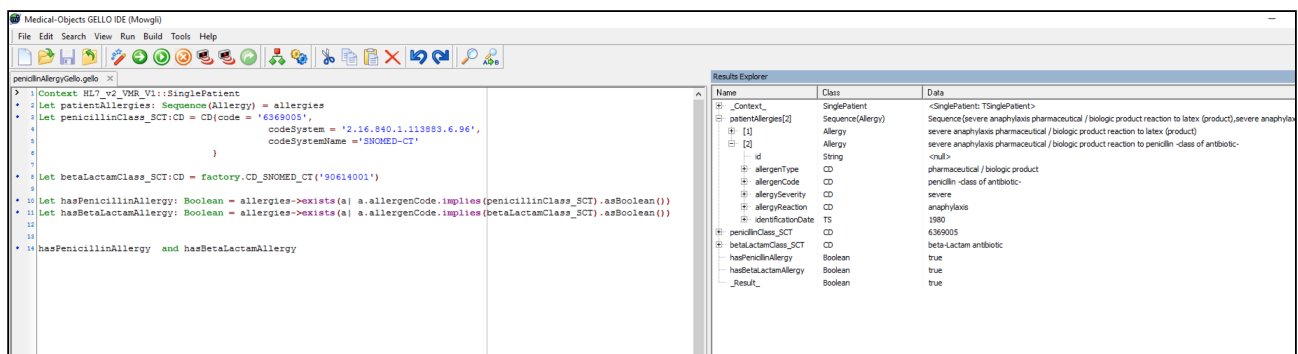 Medical-Objects GELLO IDE (Mowgli)
File Edit Search View Run Build Tools Help
penicillinAllergyGello.gello
1 Context HL7_v2_VMR_V1::SinglePatient
2 Let patientAllergies: Sequence(Allergy) = allergies
3 Let penicillinClass_SCT:CD = CD{code = '6369005',
4 codeSystem = '2.16.840.1.113883.6.96',
5 codeSystemName ='SNOMED-CT'
6 }
7
8 Let betaLactamClass_SCT:CD = factory.CD_SNOMED_CT('90614001')
9
10 Let hasPenicillinAllergy: Boolean = allergies->exists(a| a.allergenCode.implies(penicillinClass_SCT).asBoolean())
11 Let hasBetaLactamAllergy: Boolean = allergies->exists(a| a.allergenCode.implies(betaLactamClass_SCT).asBoolean())
12
13
14 hasPenicillinAllergy and hasBetaLactamAllergy
Results Explorer
Name Class Data
_Context_ SinglePatient <SinglePatient: TSinglePatient>
patientAllergies[2] Sequence(Allergy) Sequence{severe anaphylaxis pharmaceutical / biologic product reaction to latex (product),severe anaphylax
[1] Allergy severe anaphylaxis pharmaceutical / biologic product reaction to latex (product)
[2] Allergy severe anaphylaxis pharmaceutical / biologic product reaction to penicillin -class of antibiotic-
id String <null>
allergenType CD pharmaceutical / biologic product
allergenCode CD penicillin -class of antibiotic-
allergySeverity CD severe
allergyReaction CD anaphylaxis
identificationDate TS 1980
penicillinClass_SCT CD 6369005
betaLactamClass_SCT CD beta-Lactam antibiotic
hasPenicillinAllergy Boolean true
hasBetaLactamAllergy Boolean true
_Result_ Boolean true